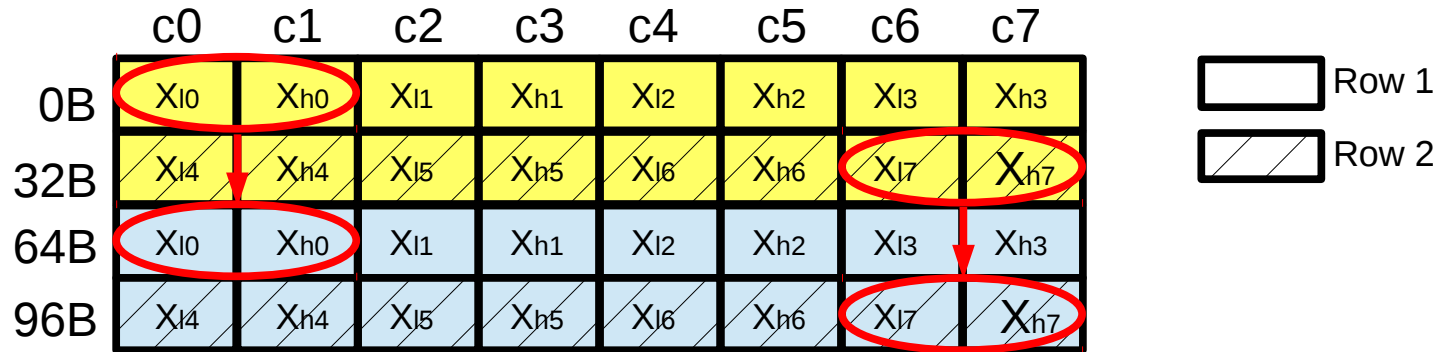 c0 c1 c2 c3 c4 c5 c6 c7
0B Xl0 Xh0 Xl1 Xh1 Xl2 Xh2 Xl3 Xh3 Row 1
32B Xl4 Xh4 Xl5 Xh5 Xl6 Xh6 Xl7 Xh7 Row 2
64B Xl0 Xh0 Xl1 Xh1 Xl2 Xh2 Xl3 Xh3
96B Xl4 Xh4 Xl5 Xh5 Xl6 Xh6 Xl7 Xh7